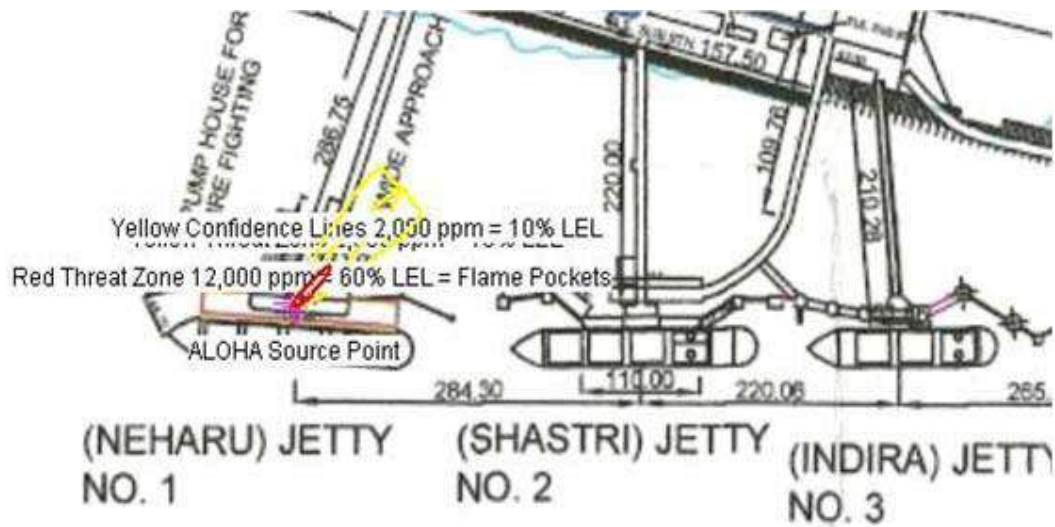 157.50
PUMP HOUSE FOR
FIRE FIGHTING
286.75
WIDE APPROACH
220.00
109.76
210.28
Yellow Confidence Lines 2,000 ppm = 10% LEL
Red Threat Zone 12,000 ppm = 60% LEL = Flame Pockets
ALOHA Source Point
110.00
284.30
220.06
265.
(NEHARU) JETTY
NO. 1
(SHASTRI) JETTY
NO. 2
(INDIRA) JETTY
NO. 3